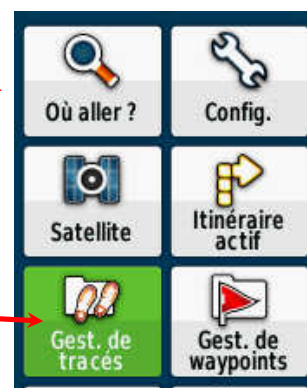 Où aller ?
Config.
Satellite
Itinéraire
actif
Gest. de
tracés
Gest. de
waypoints